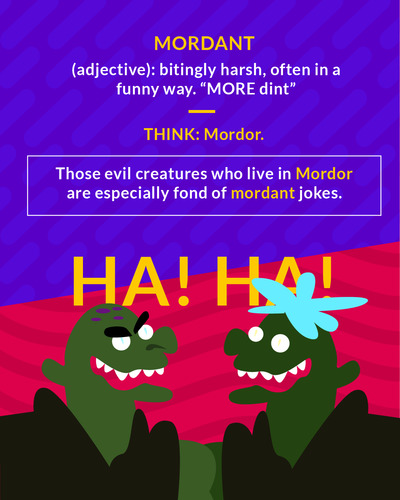 MORDANT
(adjective): bitingly harsh, often in a
funny way. “MORE dint”
THINK: Mordor.
Those evil creatures who live in Mordor
are especially fond of mordant jokes.
HA! HA!